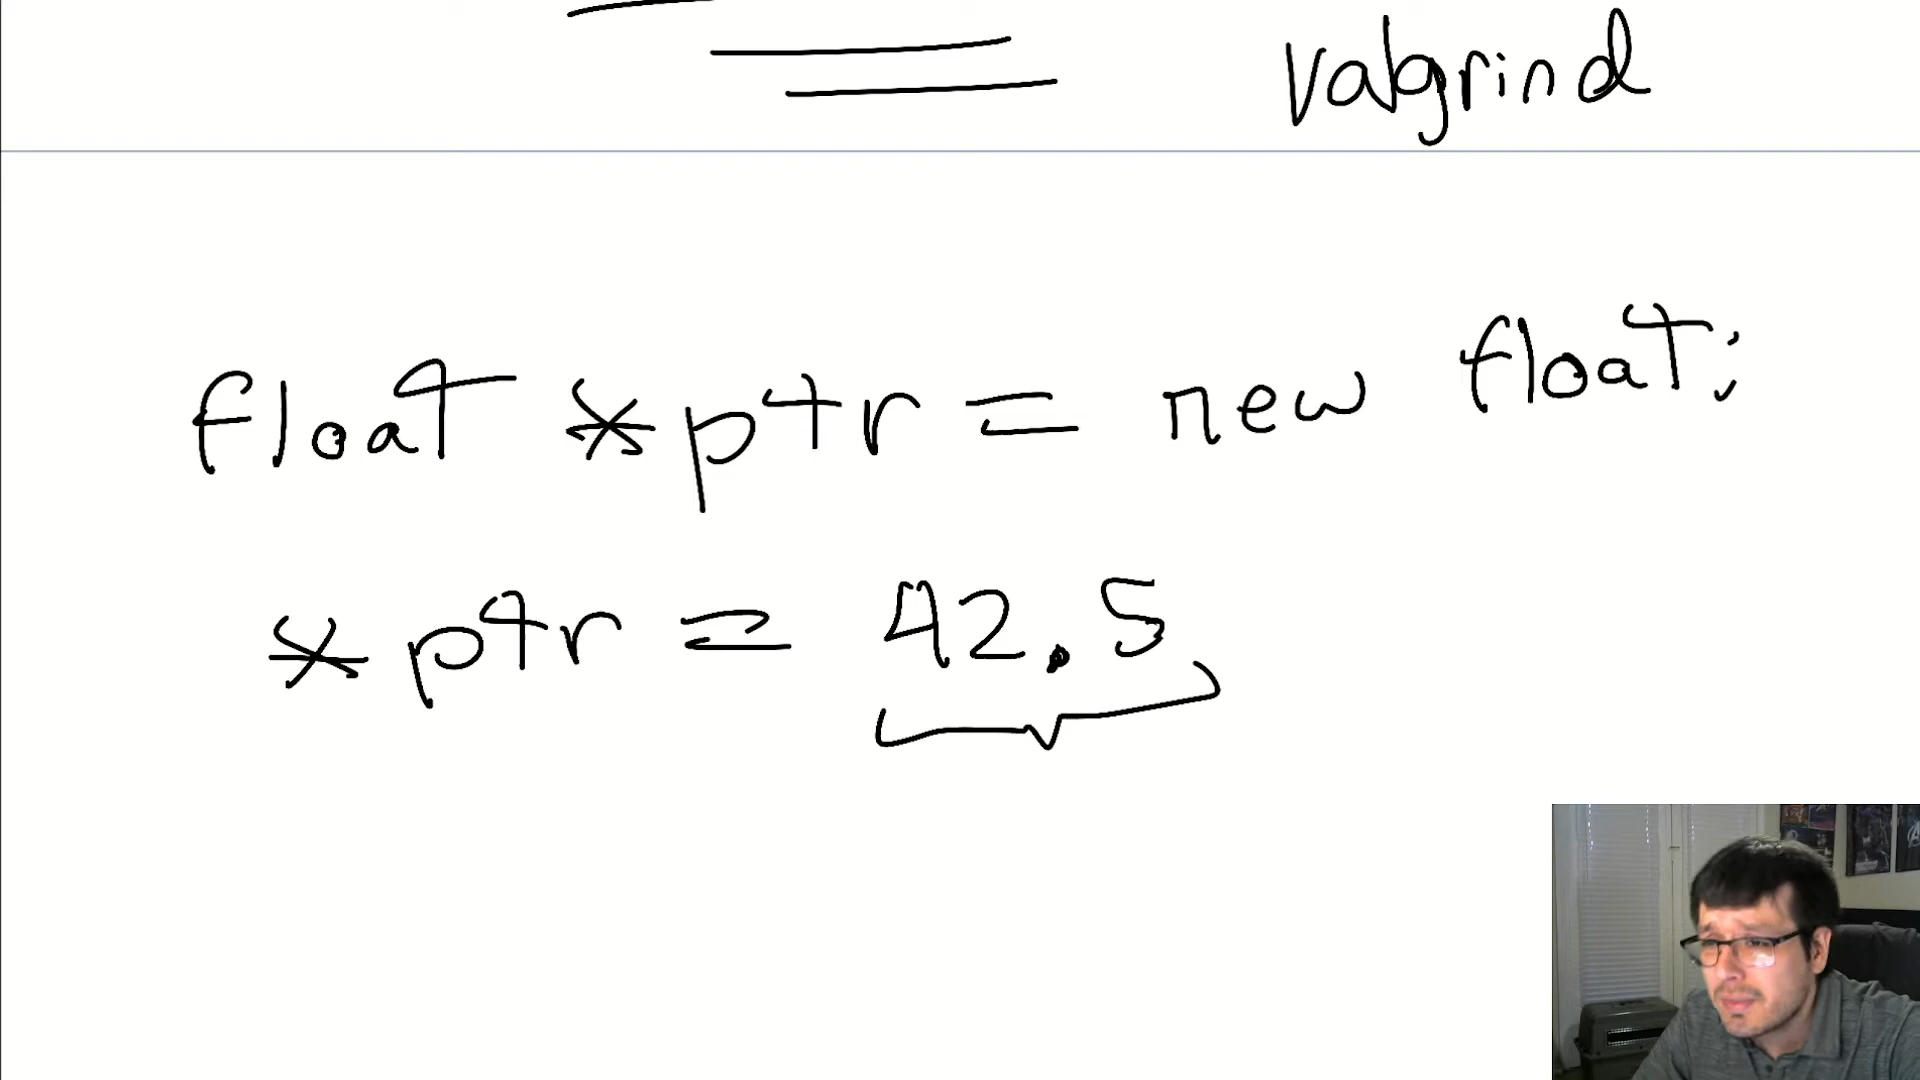 valgrind
float *ptr = new float;
*ptr = 42.5